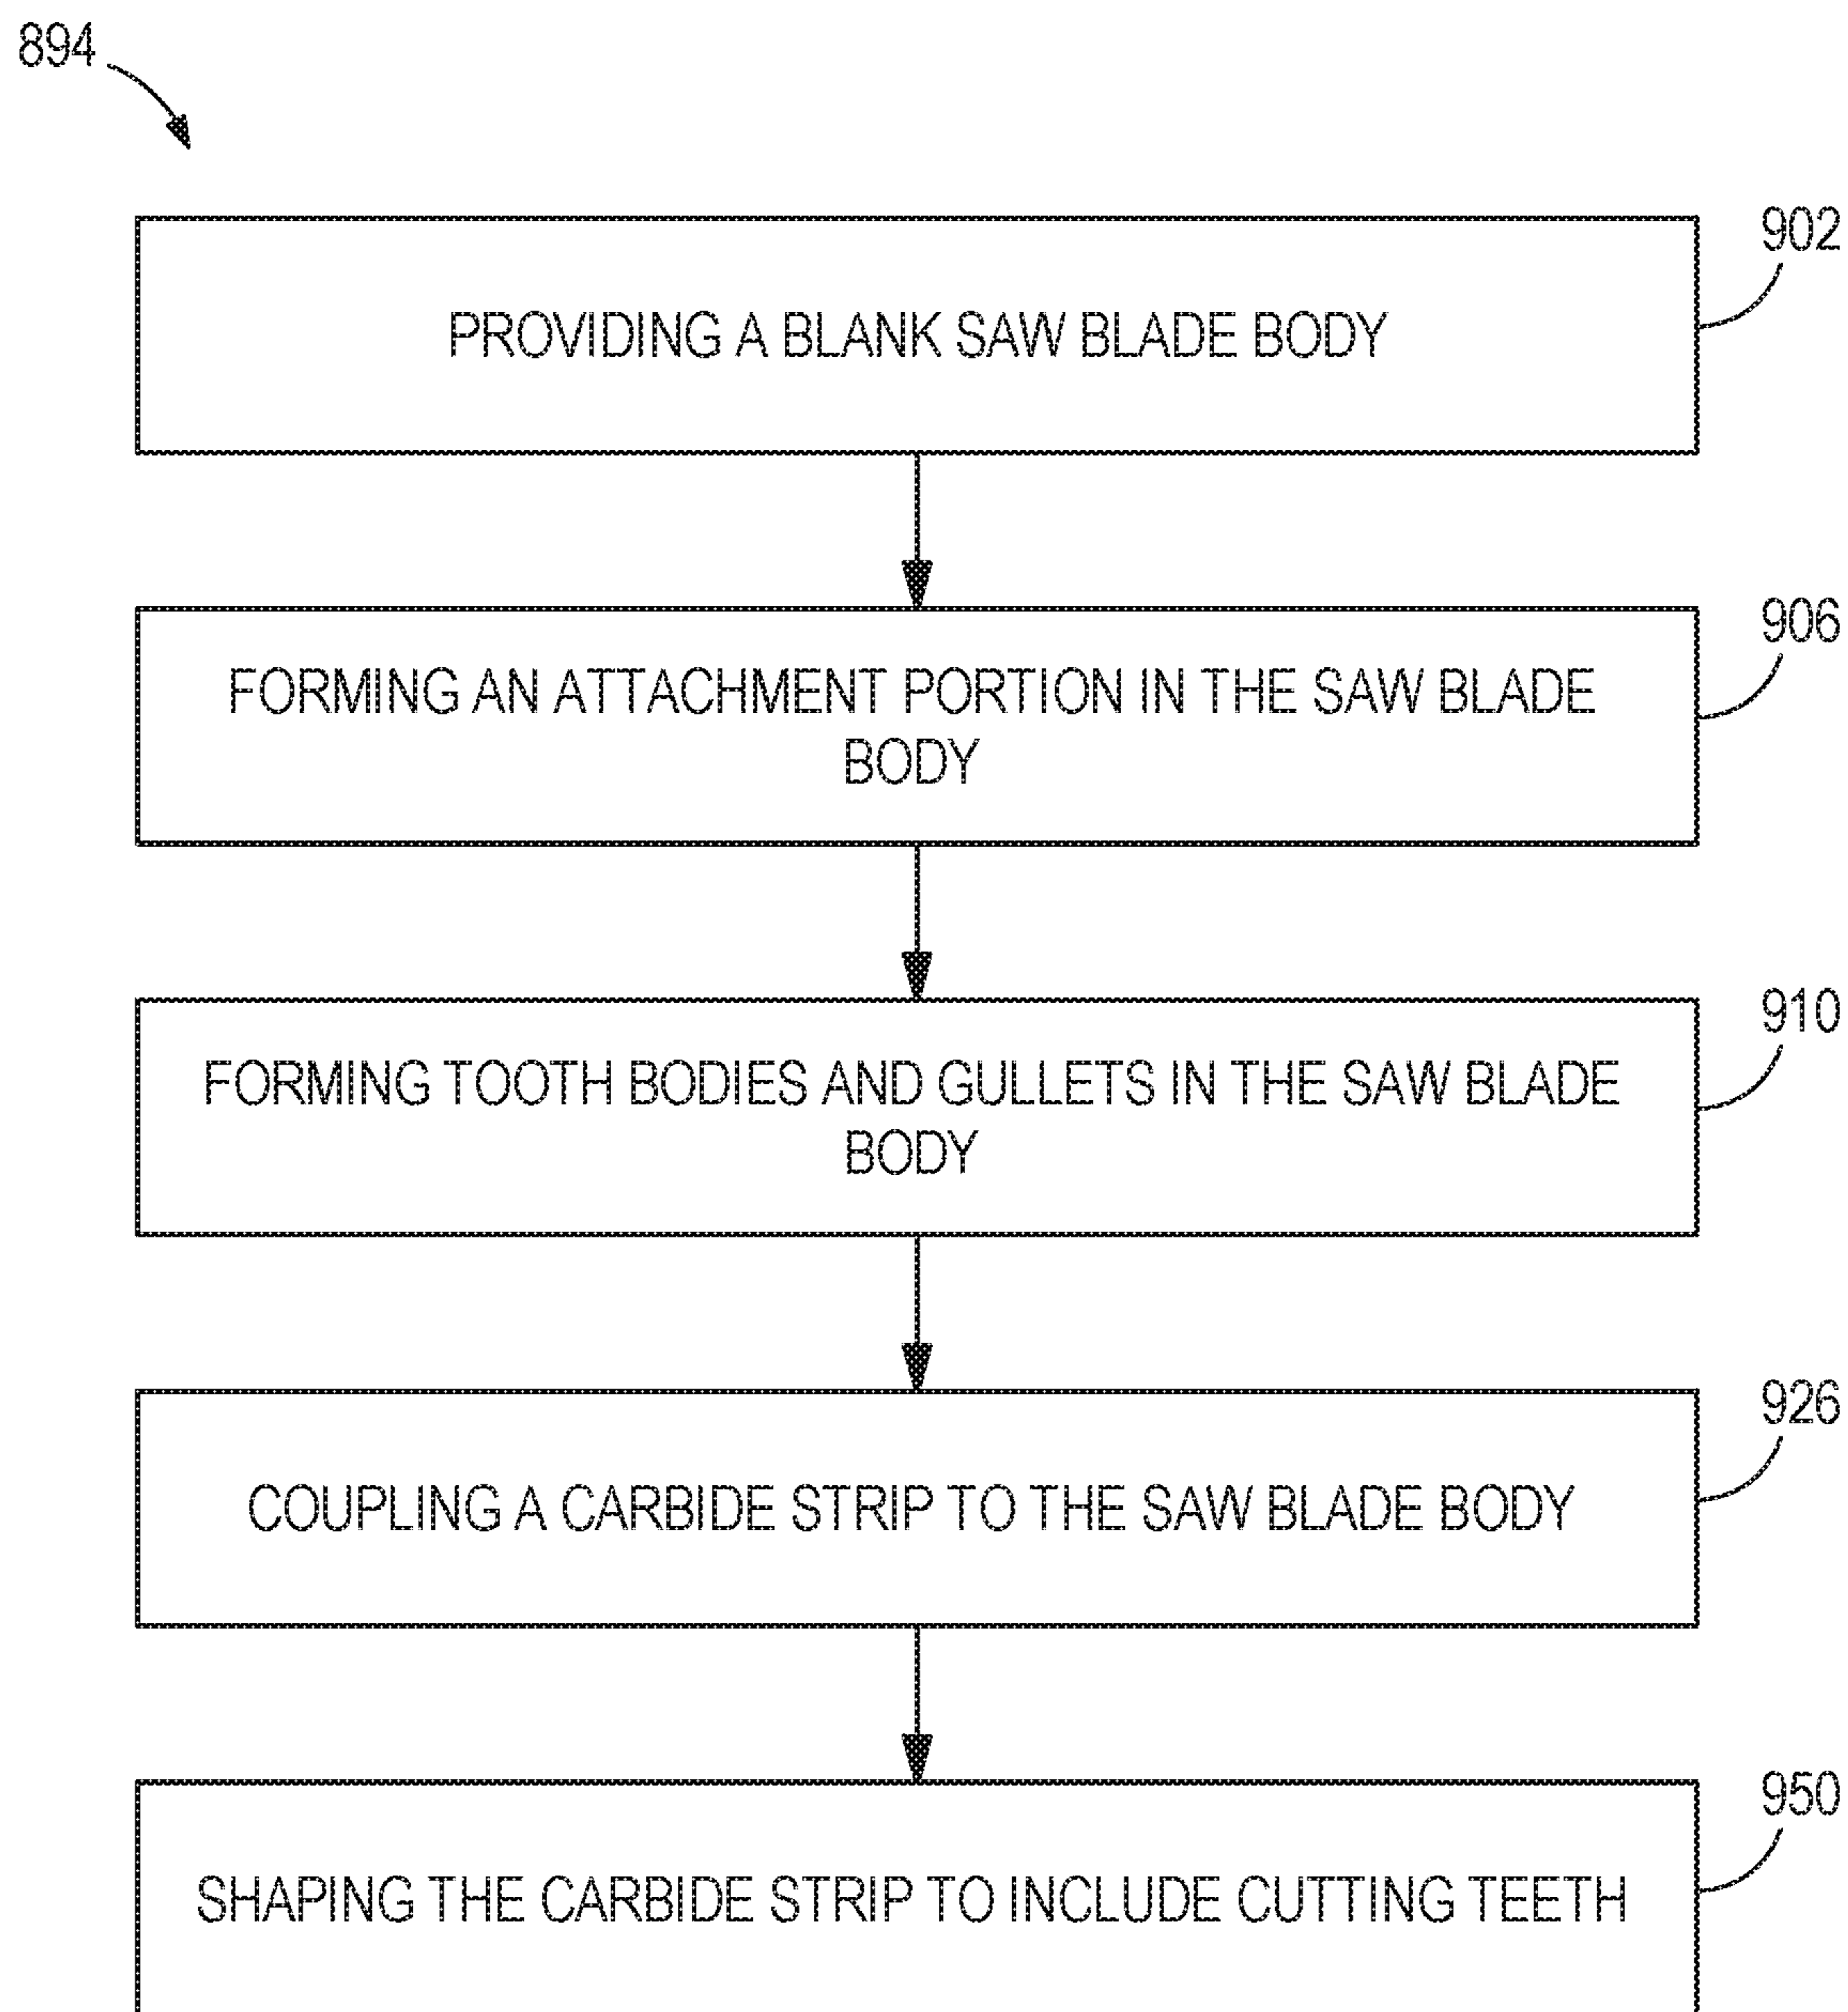 894
902
PROVIDING A BLANK SAW BLADE BODY
906
FORMING AN ATTACHMENT PORTION IN THE SAW BLADE
BODY
910
FORMING TOOTH BODIES AND GULLETS IN THE SAW BLADE
BODY
926
COUPLING A CARBIDE STRIP TO THE SAW BLADE BODY
950
SHAPING THE CARBIDE STRIP TO INCLUDE CUTTING TEETH